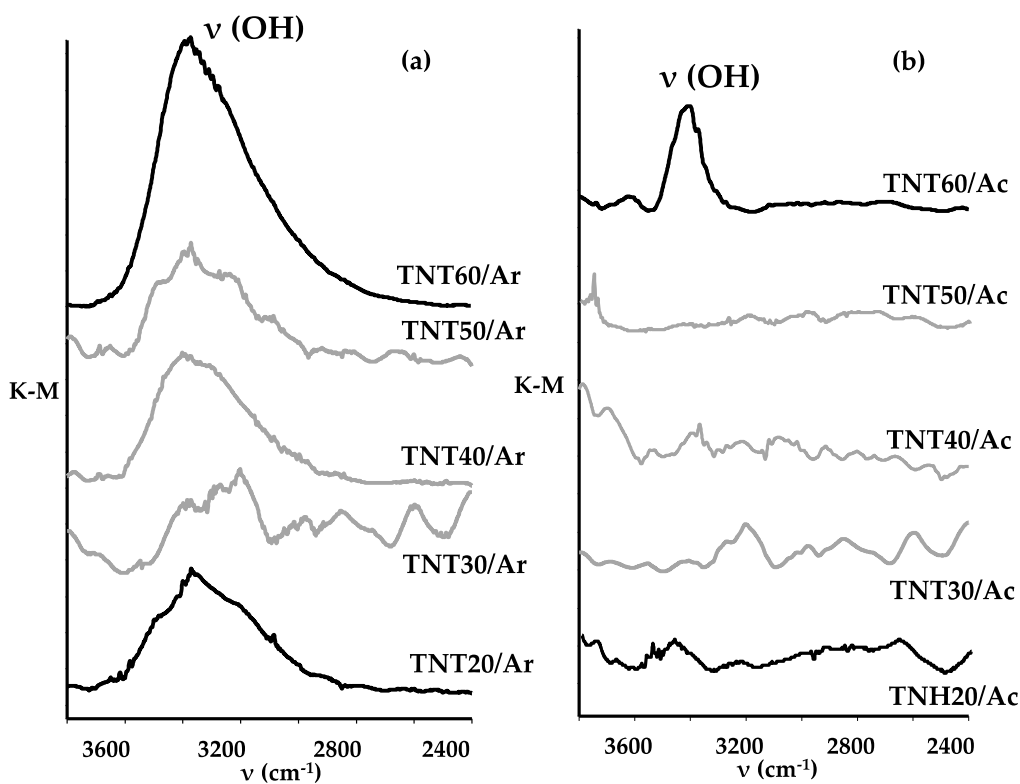 ν (OH)
(a)
TNT60/Ar
TNT50/Ar
K-M
TNT40/Ar
TNT30/Ar
TNT20/Ar
3600 3200 2800 2400
ν (cm-1)
(b)
ν (OH)
TNT60/Ac
TNT50/Ac
K-M
TNT40/Ac
TNT30/Ac
TNH20/Ac
3600 3200 2800 2400
ν (cm-1)